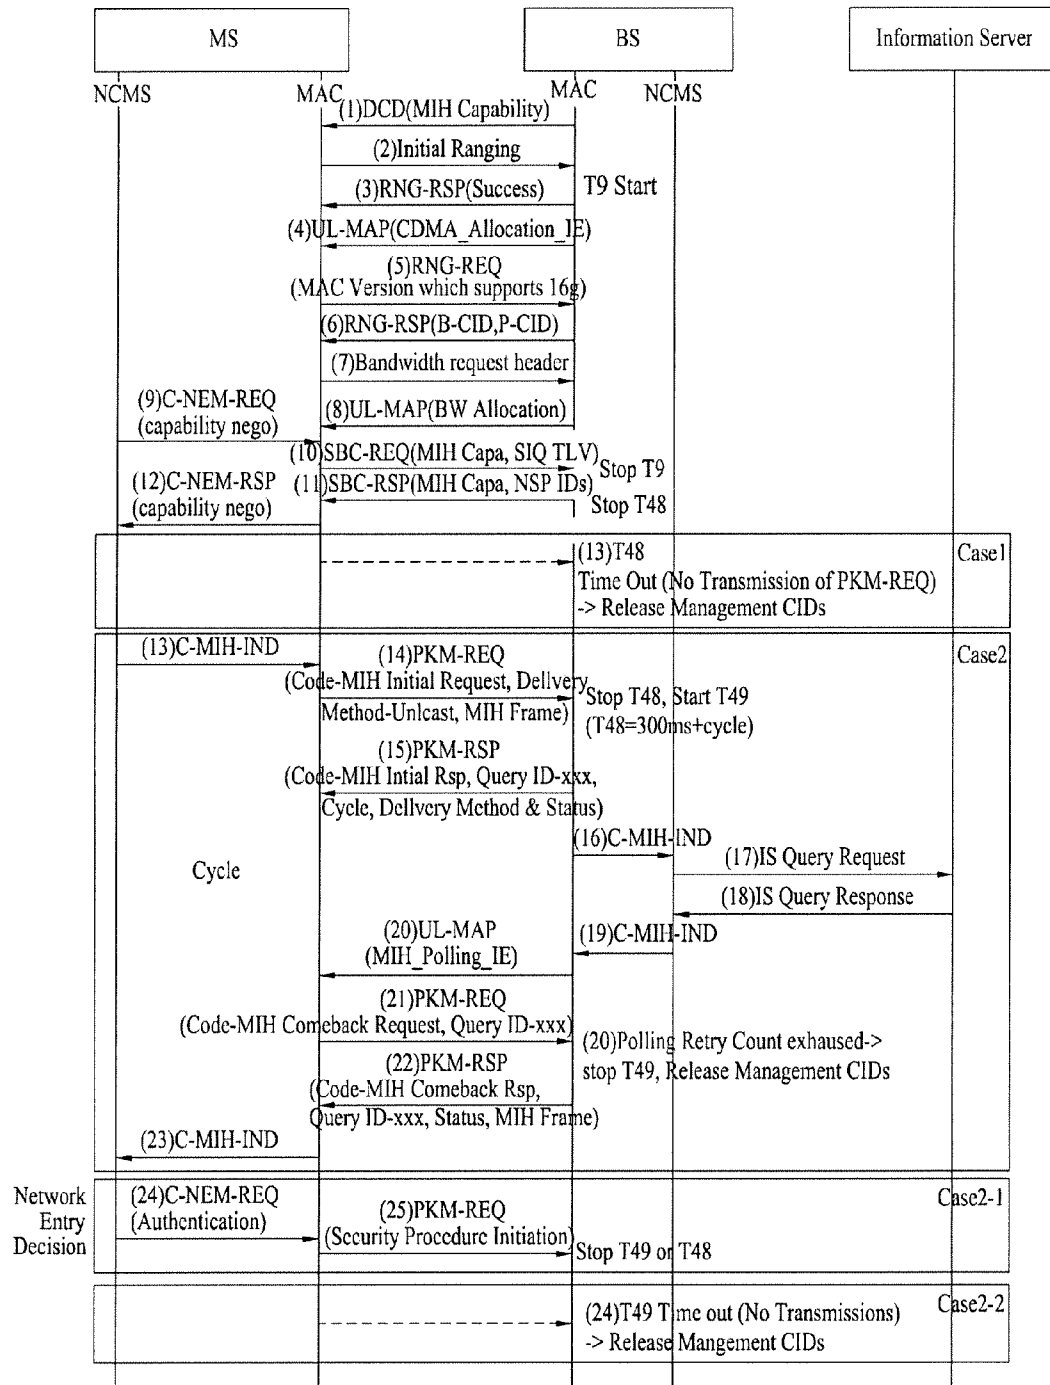 MS
BS
Information Server
NCMS
MAC
MAC
NCMS
(1)DCD(MIH Capability)
(2)Initial Ranging
(3)RNG-RSP(Success)
T9 Start
(4)UL-MAP(CDMA_Allocation_IE)
(5)RNG-REQ
(MAC Version which supports 16g)
(6)RNG-RSP(B-CID,P-CID)
(7)Bandwidth request header
(8)UL-MAP(BW Allocation)
(9)C-NEM-REQ
(capability nego)
(10)SBC-REQ(MIH Capa, SIQ TLV)
Stop T9
(11)SBC-RSP(MIH Capa, NSP IDs)
Stop T48
(12)C-NEM-RSP
(capability nego)
Case1
(13)T48
Time Out (No Transmission of PKM-REQ)
-> Release Management CIDs
Case2
(13)C-MIH-IND
(14)PKM-REQ
(Code-MIH Initial Request, Delivery
Method-Unicast, MIH Frame)
Stop T48, Start T49
(T48=300ms+cycle)
(15)PKM-RSP
(Code-MIH Intial Rsp, Query ID-xxx,
Cycle, Delivery Method & Status)
(16)C-MIH-IND
Cycle
(17)IS Query Request
(18)IS Query Response
(19)C-MIH-IND
(20)UL-MAP
(MIH_Polling_IE)
(21)PKM-REQ
(Code-MIH Comeback Request, Query ID-xxx)
(20)Polling Retry Count exhaused->
stop T49, Release Management CIDs
(22)PKM-RSP
(Code-MIH Comeback Rsp,
Query ID-xxx, Status, MIH Frame)
(23)C-MIH-IND
Network
Entry
Decision
Case2-1
(24)C-NEM-REQ
(Authentication)
(25)PKM-REQ
(Security Procedure Initiation)
Stop T49 or T48
Case2-2
(24)T49 Time out (No Transmissions)
-> Release Mangement CIDs